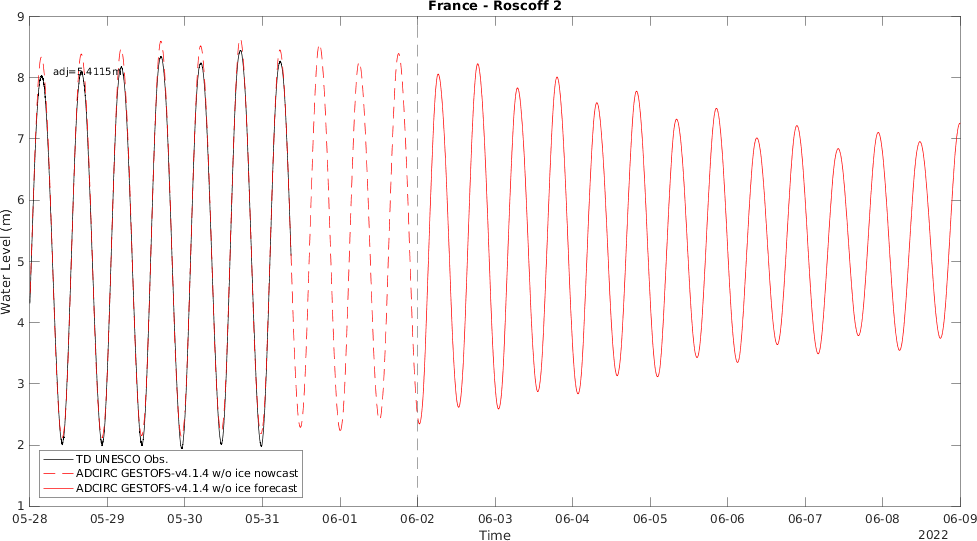 France - Roscoff 2
9
8
7
6
5
4
3
2
1
Water Level (m)
adj=5.4115m
TD UNESCO Obs.
ADCIRC GESTOFS-v4.1.4 w/o ice nowcast
ADCIRC GESTOFS-v4.1.4 w/o ice forecast
05-28 05-29 05-30 05-31 06-01 06-02 06-03 06-04 06-05 06-06 06-07 06-08 06-09
Time
2022